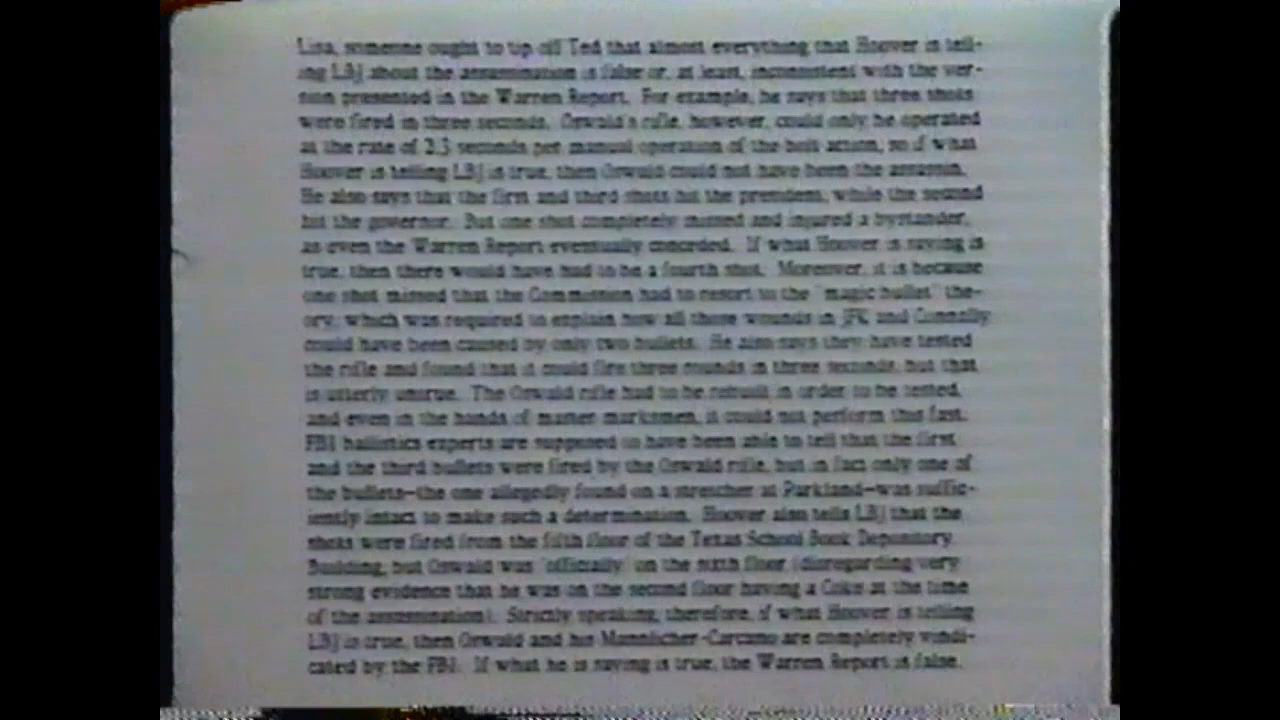 Lisa, someone ought to tip off Ted that almost everything that Hoover is tell-
ing LBJ about the assassination is false or, at least, inconsistent with the ver-
sion presented in the Warren Report. For example, he says that three shots
were fired in three seconds. Oswald's rifle, however, could only be operated
at the rate of 2.3 seconds per manual operation of the bolt action, so if what
Hoover is telling LBJ is true, then Oswald could not have been the assassin.
He also says that the first and third shots hit the president, while the second
hit the governor. But one shot completely missed and injured a bystander,
as even the Warren Report eventually conceded. If what Hoover is saying is
true, then there would have had to be a fourth shot. Moreover, it is because
one shot missed that the Commission had to resort to the "magic bullet" the-
ory, which was required to explain how all those wounds in JFK and Connally
could have been caused by only two bullets. He also says they have tested
the rifle and found that it could fire three rounds in three seconds, but that
is utterly untrue. The Oswald rifle had to be rebuilt in order to be tested,
and even in the hands of master marksmen, it could not perform this fast.
FBI ballistics experts are supposed to have been able to tell that the first
and the third bullets were fired by the Oswald rifle, but in fact only one of
the bullets—the one allegedly found on a stretcher at Parkland—was suffic-
iently intact to make such a determination. Hoover also tells LBJ that the
shots were fired from the fifth floor of the Texas School Book Depository
Building, but Oswald was "officially" on the sixth floor (disregarding very
strong evidence that he was on the second floor having a Coke at the time
of the assassination). Strictly speaking, therefore, if what Hoover is telling
LBJ is true, then Oswald and his Mannlicher-Carcano are completely vindi-
cated by the FBI. If what he is saying is true, the Warren Report is false.